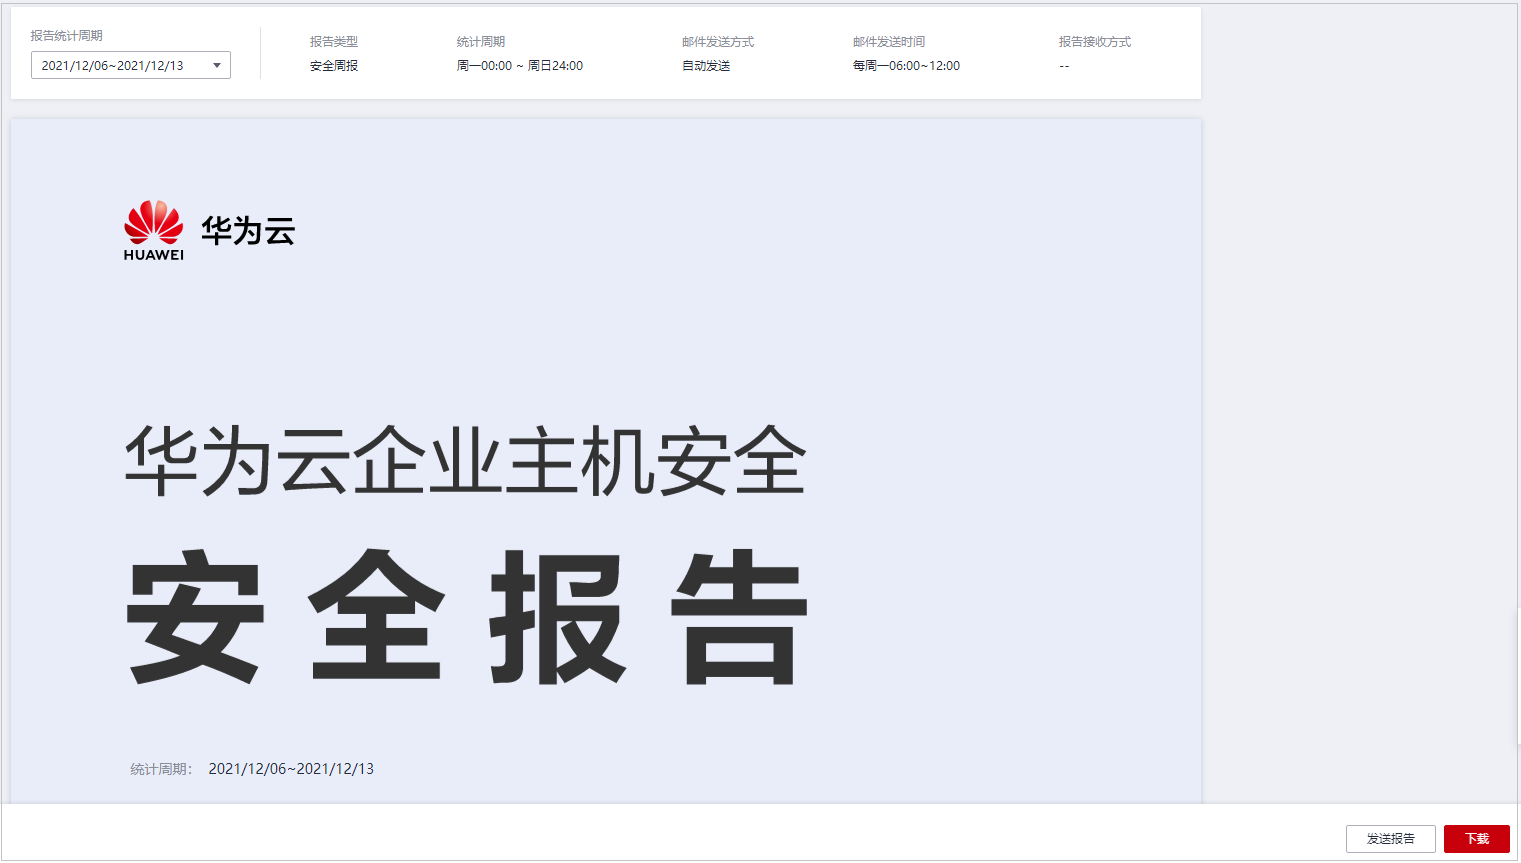 报告统计周期
2021/12/06~2021/12/13
报告类型
安全周报
统计周期
周一00:00 ~ 周日24:00
邮件发送方式
自动发送
邮件发送时间
每周一06:00~12:00
报告接收方式
--
HUAWEI
华为云
华为云企业主机安全
安全报告
统计周期： 2021/12/06~2021/12/13
发送报告
下载